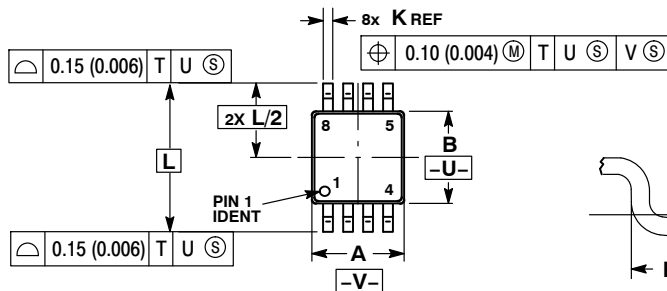 8x K REF
⌖ 0.10 (0.004) Ⓜ T U Ⓢ V Ⓢ
⌓ 0.15 (0.006) T U Ⓢ
2X L/2
8 5
B
-U-
L
PIN 1
IDENT
1 4
⌓ 0.15 (0.006) T U Ⓢ
A
-V-